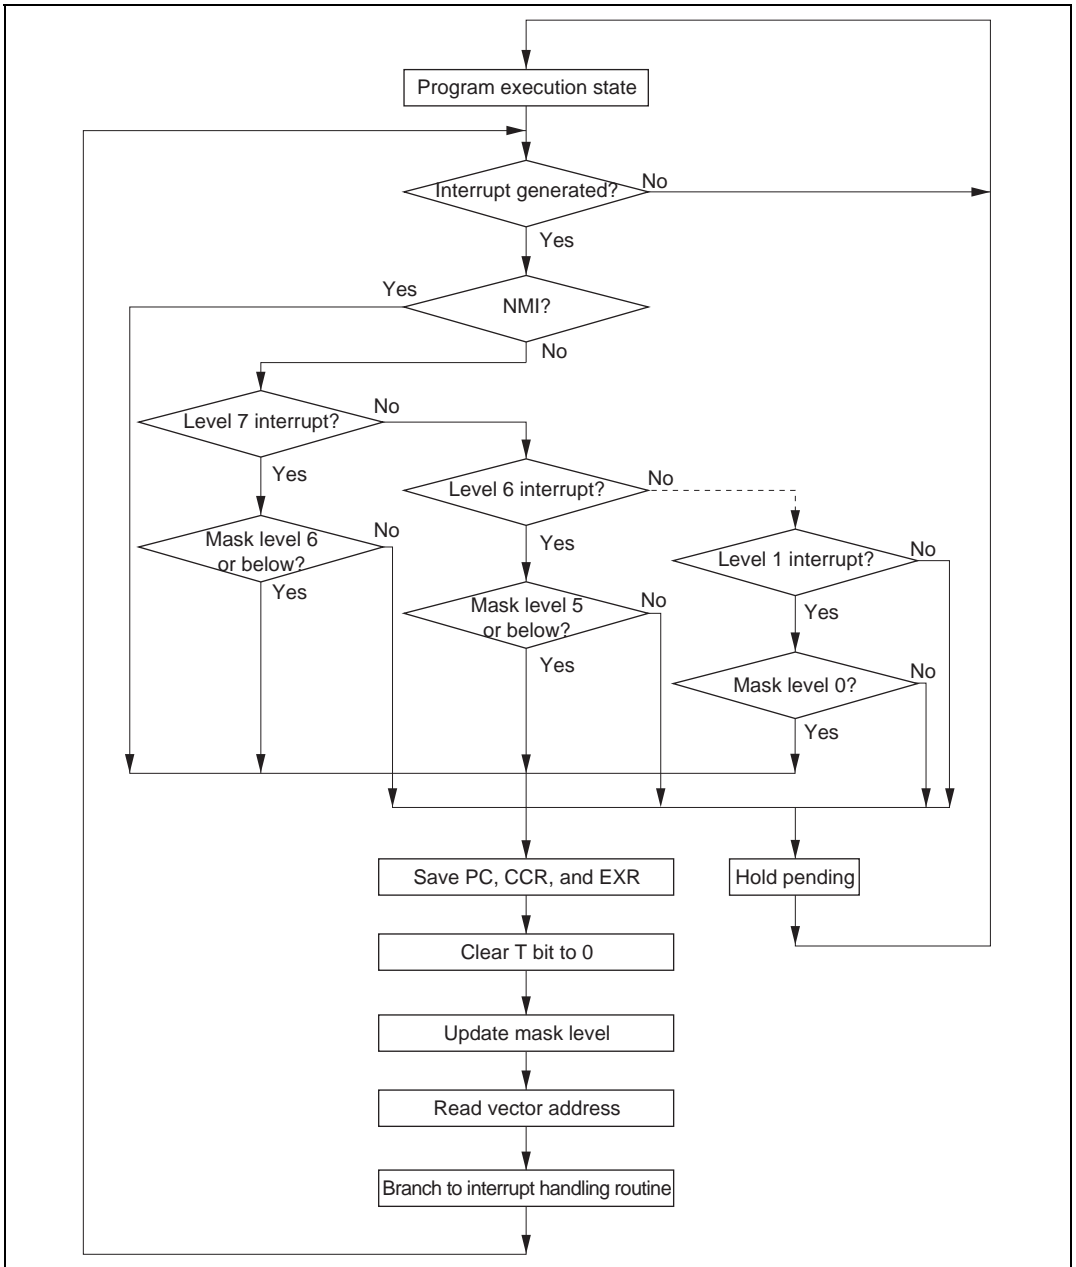 Program execution state
Interrupt generated?
No
Yes
Yes
NMI?
No
Level 7 interrupt?
No
Yes
Level 6 interrupt?
No
Mask level 6
or below?
No
Yes
Level 1 interrupt?
No
Yes
Mask level 5
or below?
No
Yes
Yes
Mask level 0?
No
Yes
Save PC, CCR, and EXR
Hold pending
Clear T bit to 0
Update mask level
Read vector address
Branch to interrupt handling routine